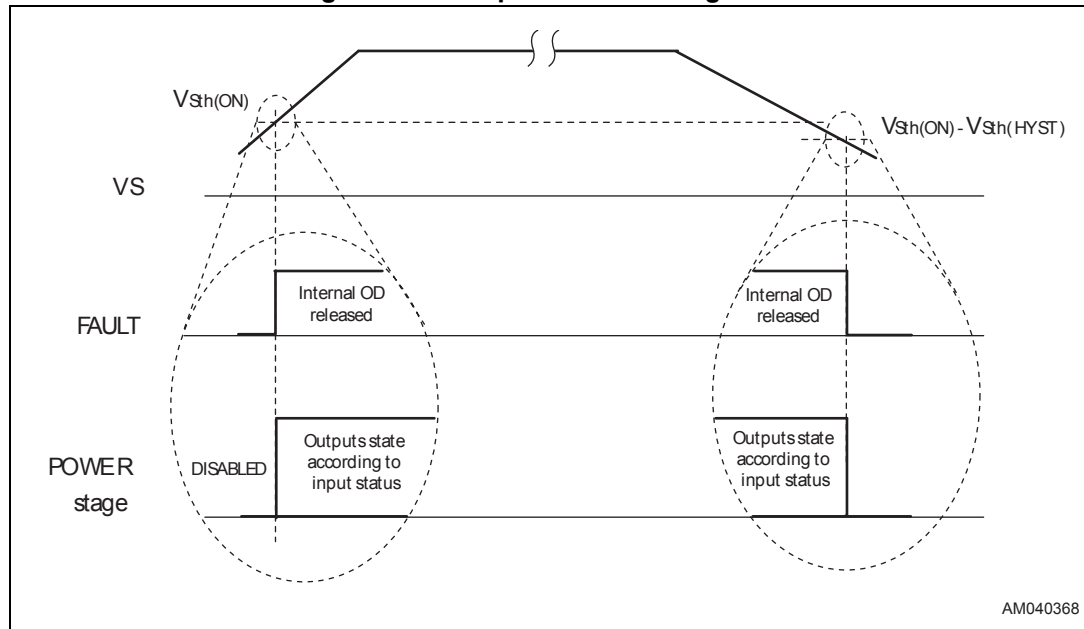 VSth(ON)
VSth(ON) - VSth(HYST)
VS
Internal OD
released
Internal OD
released
FAULT
Outputs state
according to
input status
Outputs state
according to
input status
POWER
stage
DISABLED
AM040368